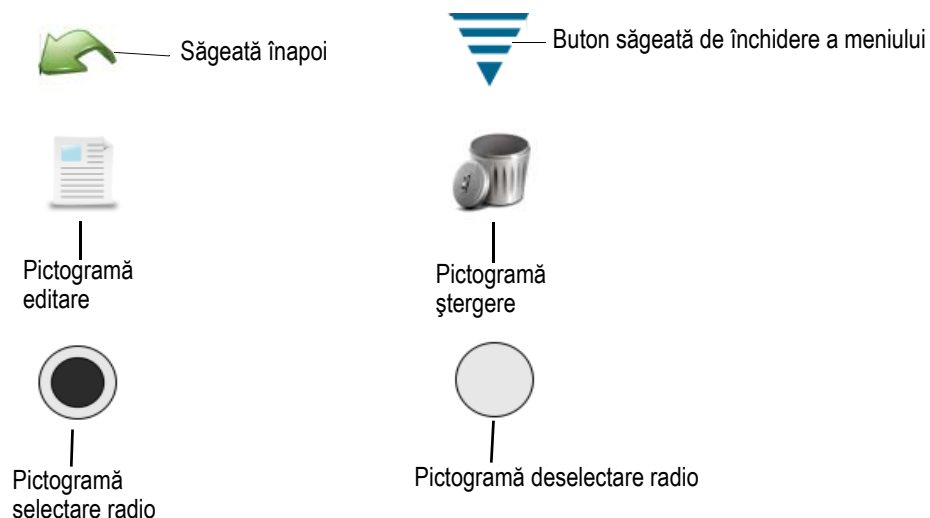 Săgeată înapoi
Buton săgeată de închidere a meniului
Pictogramă
editare
Pictogramă
ştergere
Pictogramă
selectare radio
Pictogramă deselectare radio